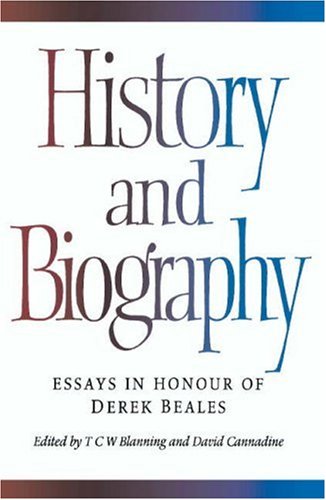 History
and
Biography
ESSAYS IN HONOUR OF
DEREK BEALES
Edited by T C W Blanning and David Cannadine